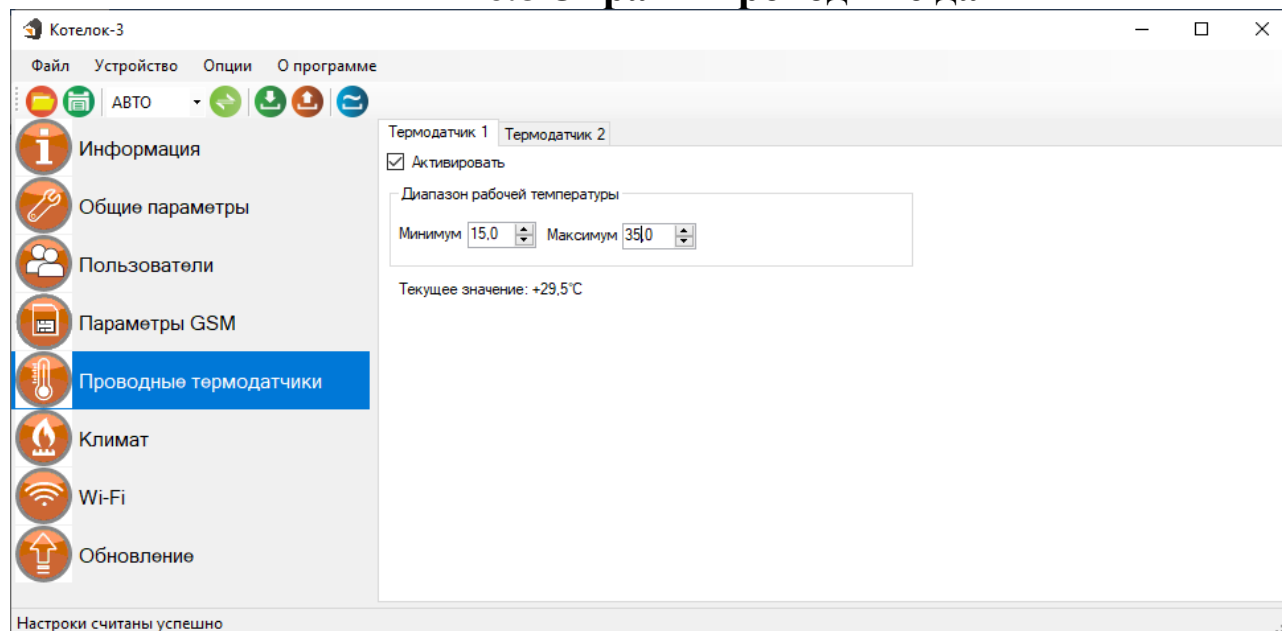 Котелок-3
Файл Устройство Опции О программе
АВТО
Информация
Общие параметры
Пользователи
Параметры GSM
Проводные термодатчики
Климат
Wi-Fi
Обновление
Термодатчик 1 Термодатчик 2
Активировать
Диапазон рабочей температуры
Минимум 15,0 Максимум 35,0
Текущее значение: +29,5°C
Настроки считаны успешно